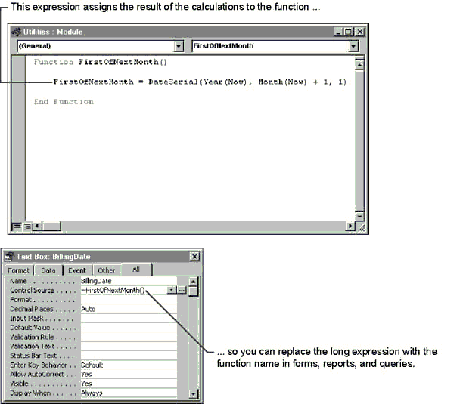 This expression assigns the result of the calculations to the function ...
Utilities : Module
(General) FirstOfNextMonth
Function FirstOfNextMonth()
FirstOfNextMonth = DateSerial(Year(Now), Month(Now) + 1, 1)
End Function
Text Box: BillingDate
Format Data Event Other All
Name . . . . . . . . . . . BillingDate
Control Source . . . . . =FirstOfNextMonth()
Format . . . . . . . . . .
Decimal Places . . . . . Auto
Input Mask . . . . . . . .
Default Value . . . . . .
Validation Rule . . . . .
Validation Text . . . . .
Status Bar Text . . . . .
Enter Key Behavior . . Default
Allow AutoCorrect . . . Yes
Visible . . . . . . . . . . Yes
Display When . . . . . . Always
... so you can replace the long expression with the
function name in forms, reports, and queries.